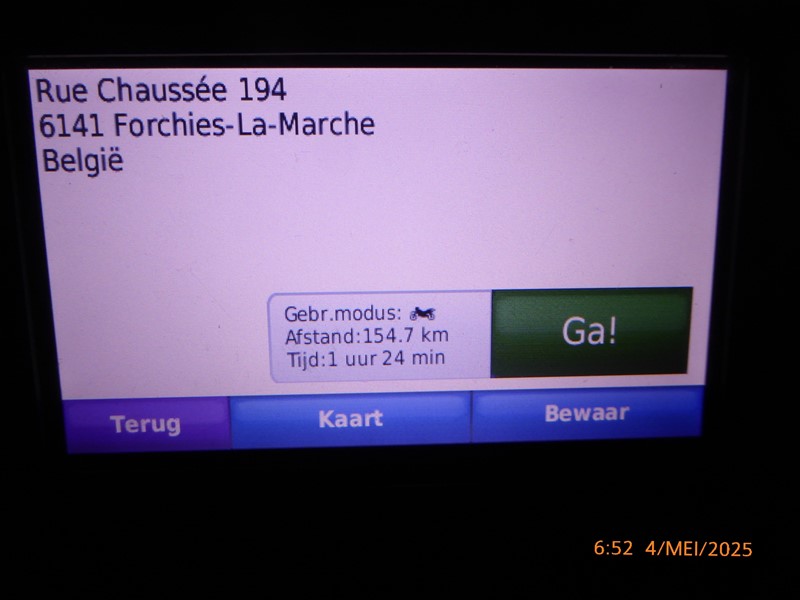 Rue Chaussée 194
6141 Forchies-La-Marche
België
Gebr.modus:
Afstand:154.7 km
Tijd:1 uur 24 min
Ga!
Terug
Kaart
Bewaar
6:52 4/MEI/2025